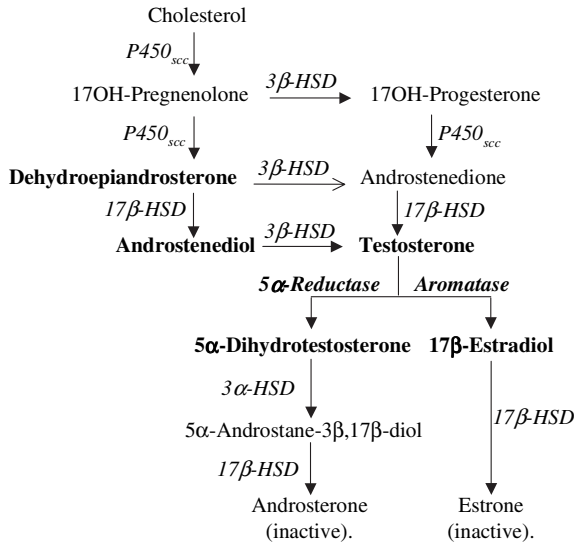 Cholesterol
P450scc
17OH-Pregnenolone 3β-HSD 17OH-Progesterone
P450scc P450scc
Dehydroepiandrosterone 3β-HSD Androstenedione
17β-HSD 17β-HSD
Androstenediol 3β-HSD Testosterone
5α-Reductase Aromatase
5α-Dihydrotestosterone 17β-Estradiol
3α-HSD
17β-HSD
5α-Androstane-3β,17β-diol
17β-HSD
Androsterone Estrone
(inactive). (inactive).